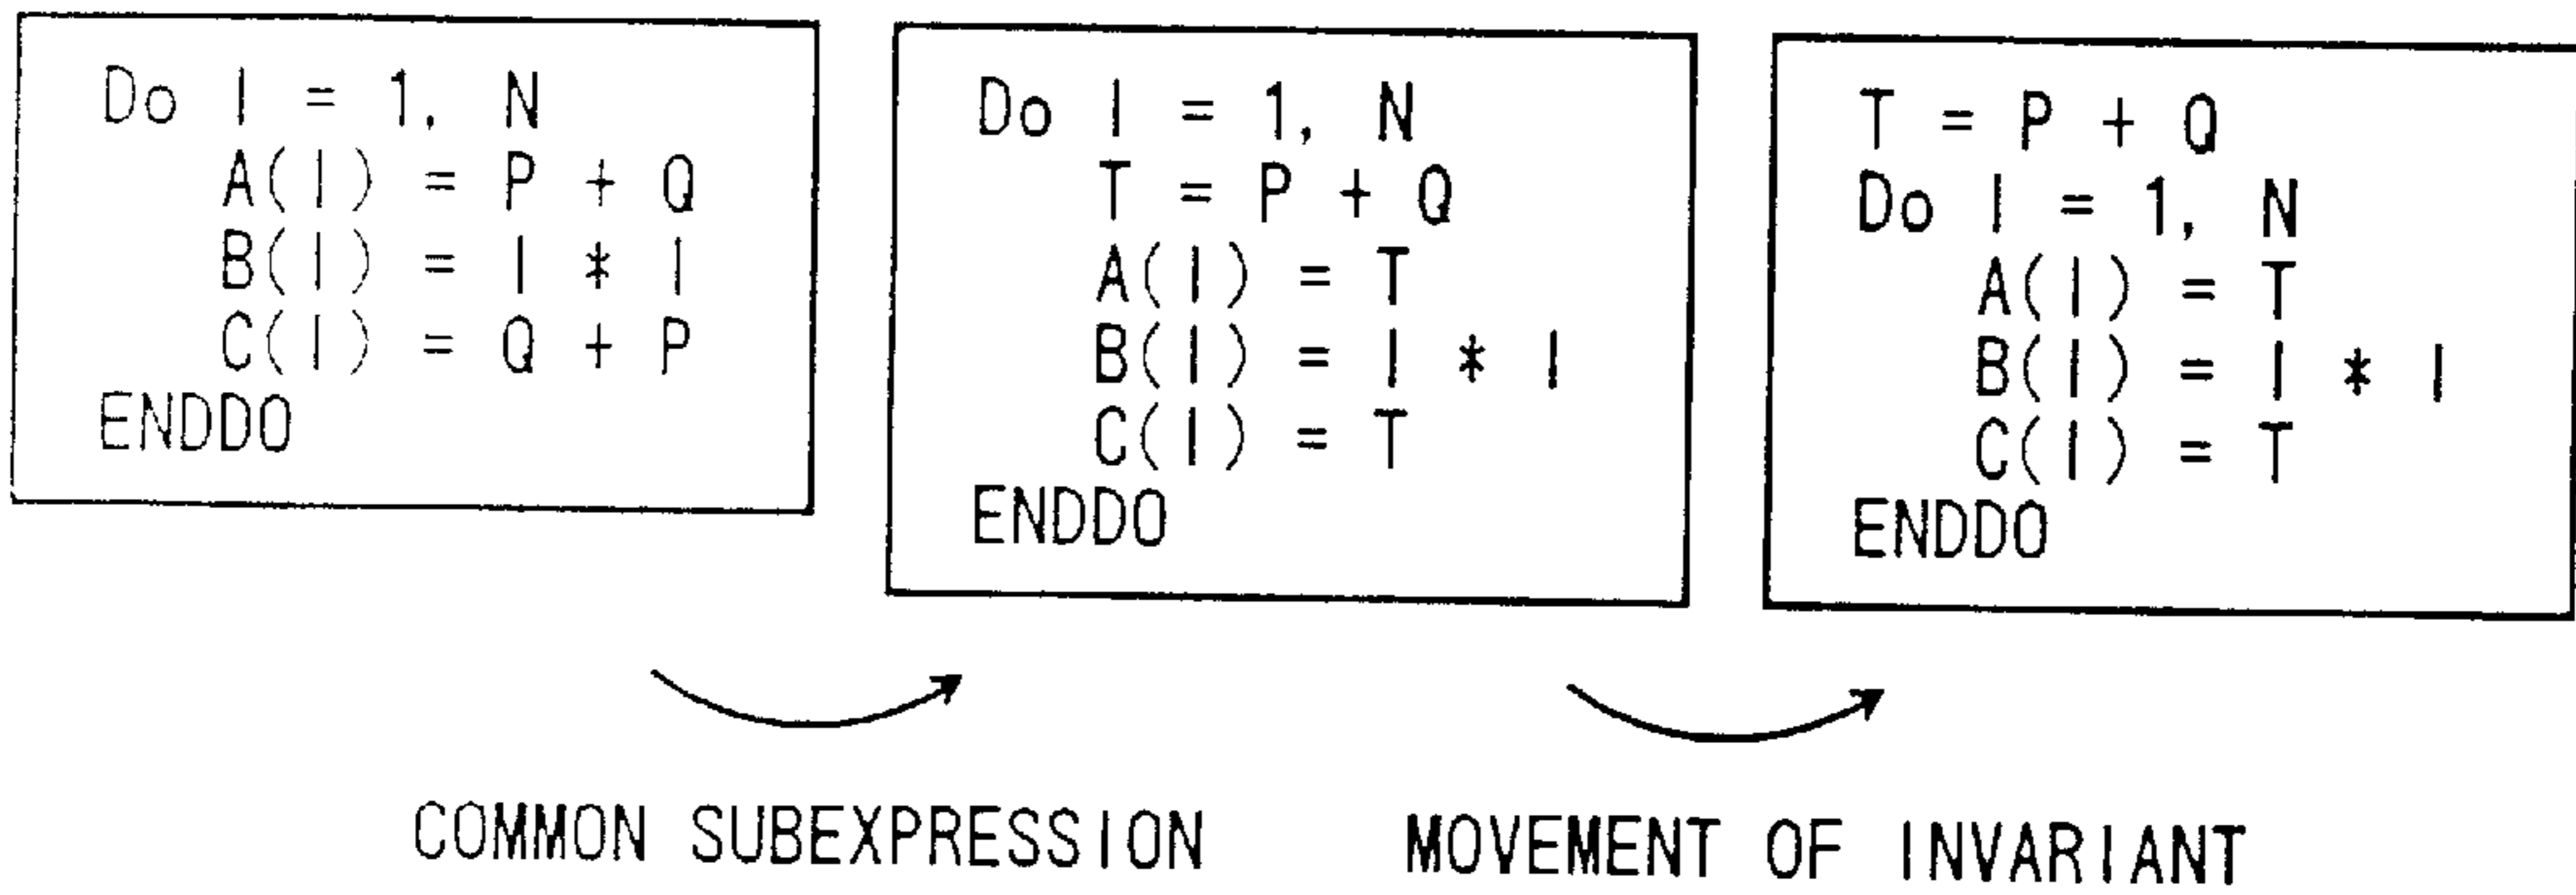 Do I = 1, N
A(I) = P + Q
B(I) = I * I
C(I) = Q + P
ENDDO
Do I = 1, N
T = P + Q
A(I) = T
B(I) = I * I
C(I) = T
ENDDO
T = P + Q
Do I = 1, N
A(I) = T
B(I) = I * I
C(I) = T
ENDDO
COMMON SUBEXPRESSION
MOVEMENT OF INVARIANT